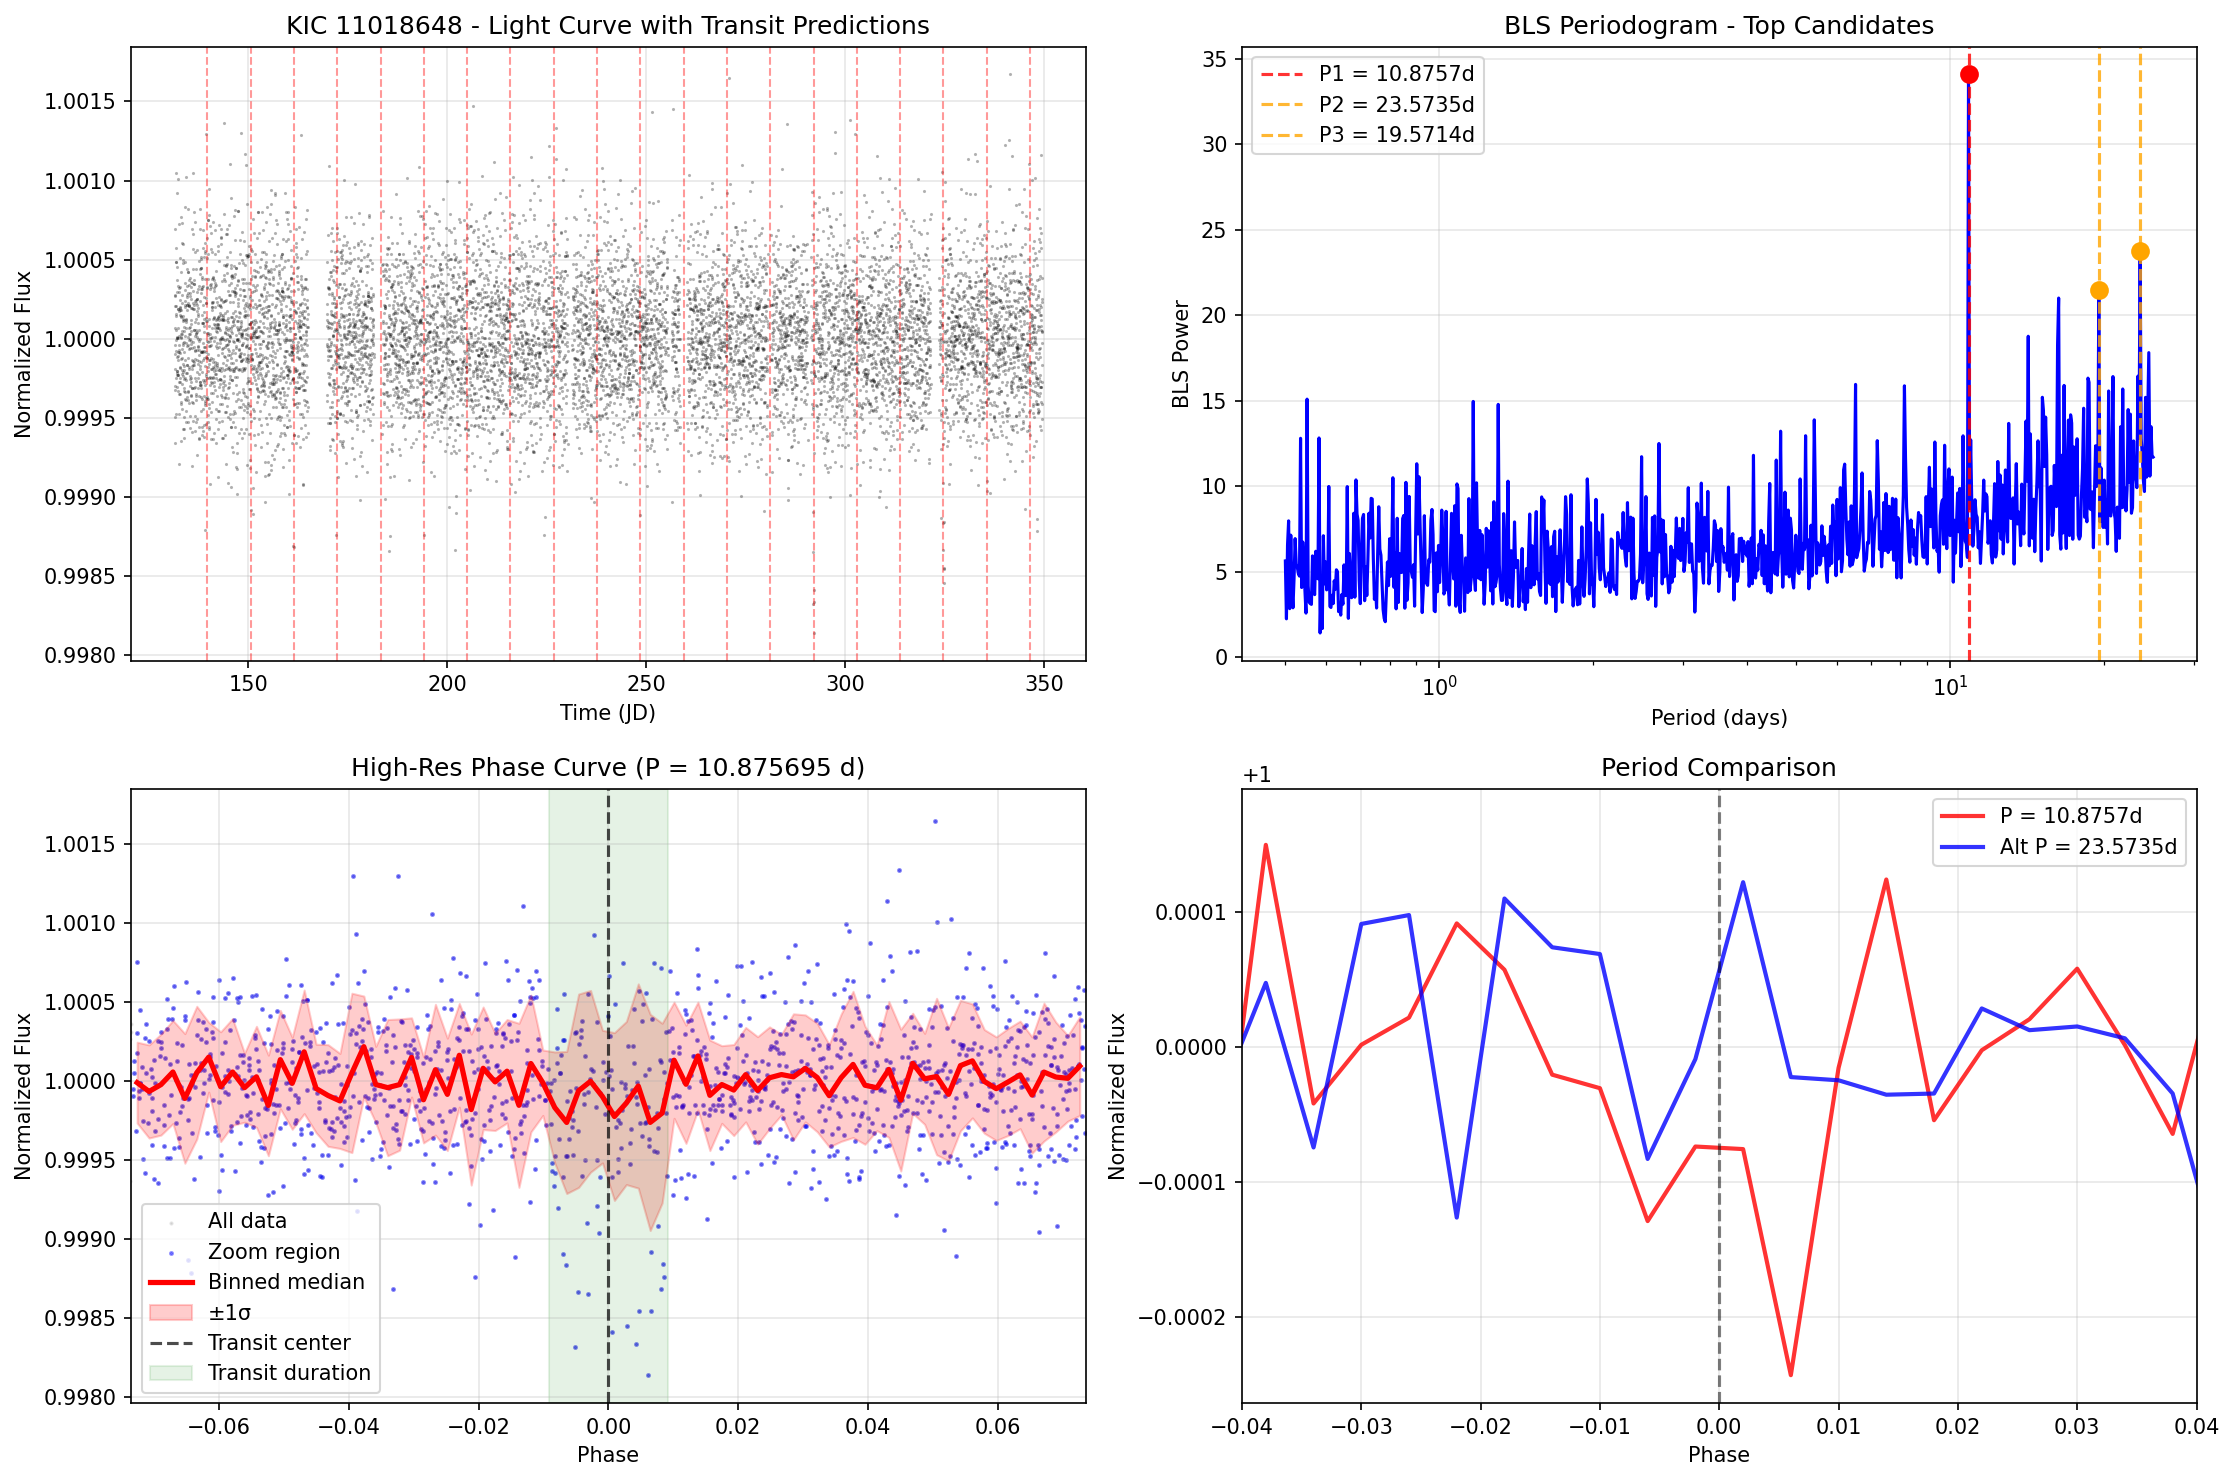 KIC 11018648 - Light Curve with Transit Predictions
Normalized Flux
1.0015
1.0010
1.0005
1.0000
0.9995
0.9990
0.9985
0.9980
150
200
250
300
350
Time (JD)
BLS Periodogram - Top Candidates
P1 = 10.8757d
P2 = 23.5735d
P3 = 19.5714d
BLS Power
35
30
25
20
15
10
5
0
10⁰
10¹
Period (days)
High-Res Phase Curve (P = 10.875695 d)
Normalized Flux
1.0015
1.0010
1.0005
1.0000
0.9995
0.9990
0.9985
0.9980
All data
Zoom region
Binned median
±1σ
Transit center
Transit duration
−0.06
−0.04
−0.02
0.00
0.02
0.04
0.06
Phase
Period Comparison
+1
P = 10.8757d
Alt P = 23.5735d
Normalized Flux
0.0001
0.0000
−0.0001
−0.0002
−0.04
−0.03
−0.02
−0.01
0.00
0.01
0.02
0.03
0.04
Phase